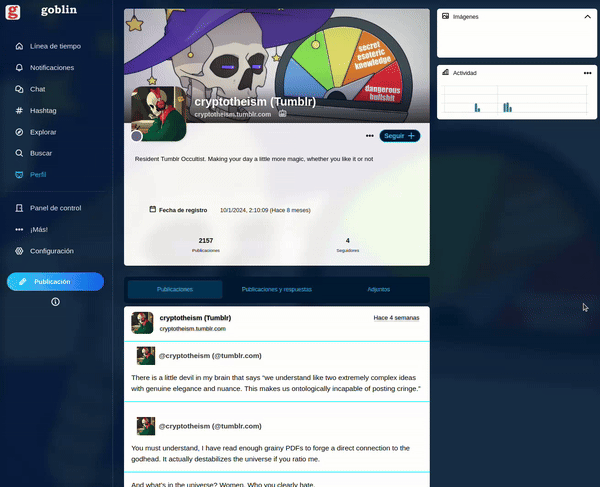 goblin
Línea de tiempo
Notificaciones
Chat
Hashtag
Explorar
Buscar
Perfil
Panel de control
¡Más!
Configuración
Publicación
secret
esoteric
knowledge
dangerous
bullshit
cryptotheism (Tumblr)
cryptotheism.tumblr.com
Seguir
Resident Tumblr Occultist. Making your day a little more magic, whether you like it or not
Fecha de registro 10/1/2024, 2:10:09 (Hace 8 meses)
2157 4
Publicaciones Seguidores
Publicaciones Publicaciones y respuestas Adjuntos
cryptotheism (Tumblr) Hace 4 semanas
cryptotheism.tumblr.com
@cryptotheism (@tumblr.com)
There is a little devil in my brain that says “we understand like two extremely complex ideas
with genuine elegance and nuance. This makes us ontologically incapable of posting cringe.”
@cryptotheism (@tumblr.com)
You must understand, I have read enough grainy PDFs to forge a direct connection to the
godhead. It actually destabilizes the universe if you ratio me.
And what's in the universe? Women. Who you clearly hate.
Imágenes
Actividad